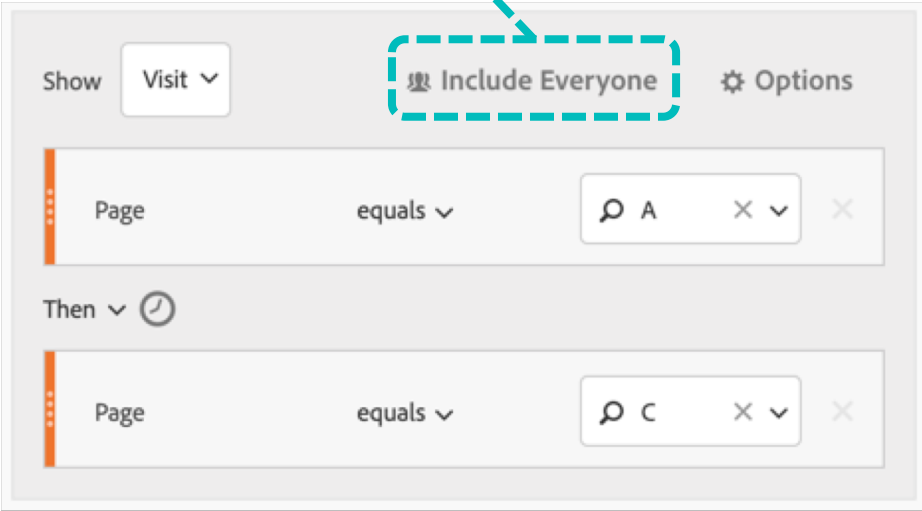 Show Visit Include Everyone Options
Page equals A
Then
Page equals C